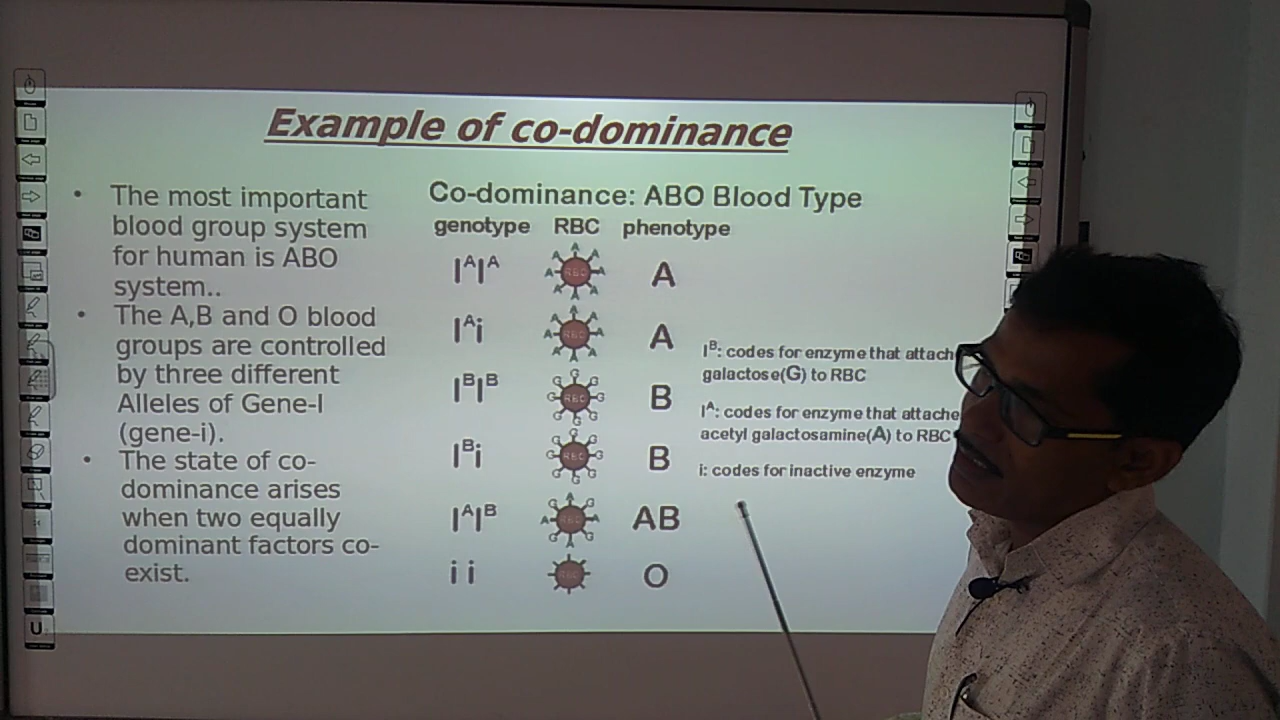 Example of co-dominance
• The most important
blood group system
for human is ABO
system..
• The A,B and O blood
groups are controlled
by three different
Alleles of Gene-I
(gene-i).
• The state of co-
dominance arises
when two equally
dominant factors co-
exist.
Co-dominance: ABO Blood Type
genotype RBC phenotype
IᴬIᴬ RBC A
Iᴬi RBC A
IᴮIᴮ RBC B
Iᴮi RBC B
IᴬIᴮ RBC AB
i i RBC O
Iᴮ: codes for enzyme that attach
galactose(G) to RBC
Iᴬ: codes for enzyme that attache
acetyl galactosamine(A) to RBC
i: codes for inactive enzyme